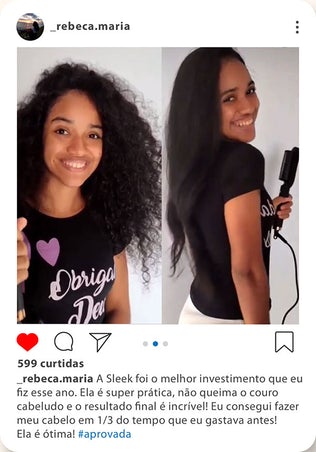 _rebeca.maria
Obrigad
Deu
599 curtidas
_rebeca.maria A Sleek foi o melhor investimento que eu
fiz esse ano. Ela é super prática, não queima o couro
cabeludo e o resultado final é incrível! Eu consegui fazer
meu cabelo em 1/3 do tempo que eu gastava antes!
Ela é ótima! #aprovada